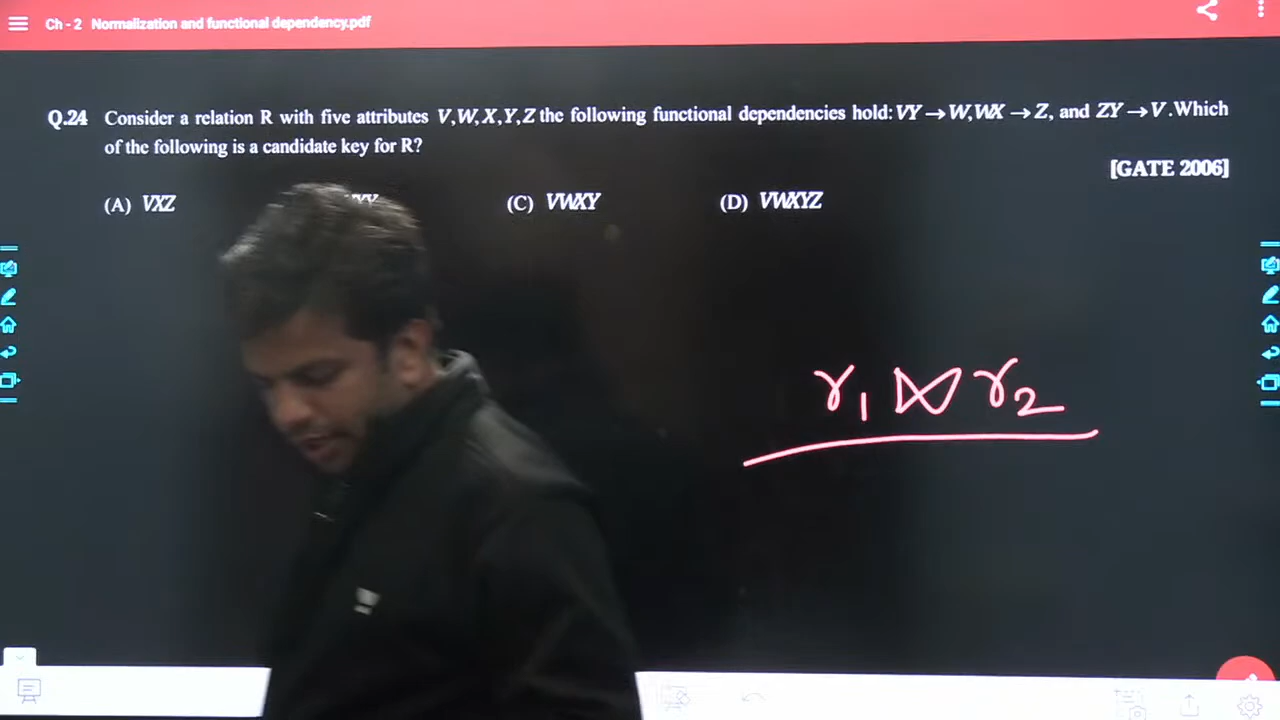 Ch - 2 Normalization and functional dependency.pdf
Q.24 Consider a relation R with five attributes V,W,X,Y,Z the following functional dependencies hold: VY → W, WX → Z, and ZY → V. Which
of the following is a candidate key for R?
[GATE 2006]
(A) VXZ (C) VWXY (D) VWXYZ
r₁ ⋈ r₂